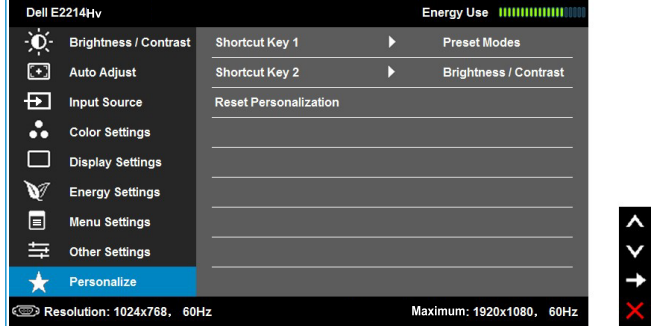 Dell E2214Hv Energy Use
Brightness / Contrast Shortcut Key 1 Preset Modes
Auto Adjust Shortcut Key 2 Brightness / Contrast
Input Source Reset Personalization
Color Settings
Display Settings
Energy Settings
Menu Settings
Other Settings
Personalize
Resolution: 1024x768, 60Hz Maximum: 1920x1080, 60Hz